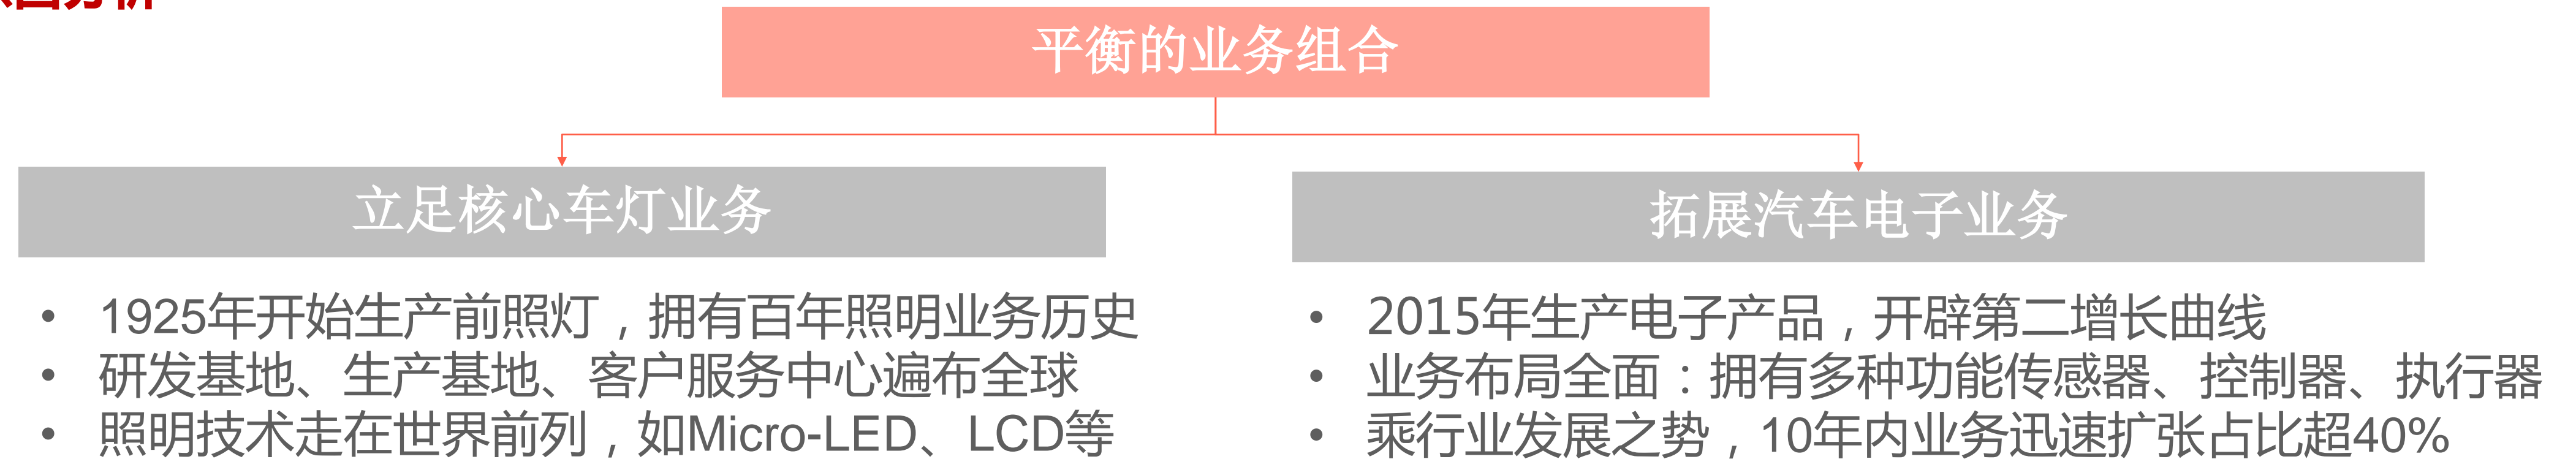 平衡的业务组合
立足核心车灯业务
拓展汽车电子业务
• 1925年开始生产前照灯，拥有百年照明业务历史
• 研发基地、生产基地、客户服务中心遍布全球
• 照明技术走在世界前列，如Micro-LED、LCD等
• 2015年生产电子产品，开辟第二增长曲线
• 业务布局全面：拥有多种功能传感器、控制器、执行器
• 乘行业发展之势，10年内业务迅速扩张占比超40%